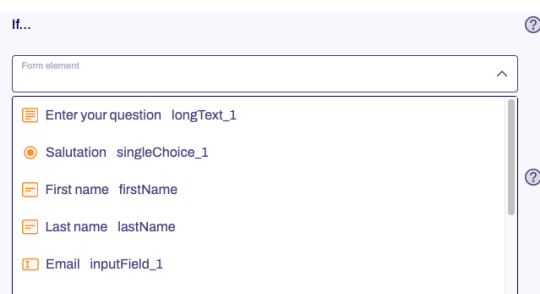 If...
?
Form element
Enter your question longText_1
Salutation singleChoice_1
?
First name firstName
Last name lastName
Email inputField_1